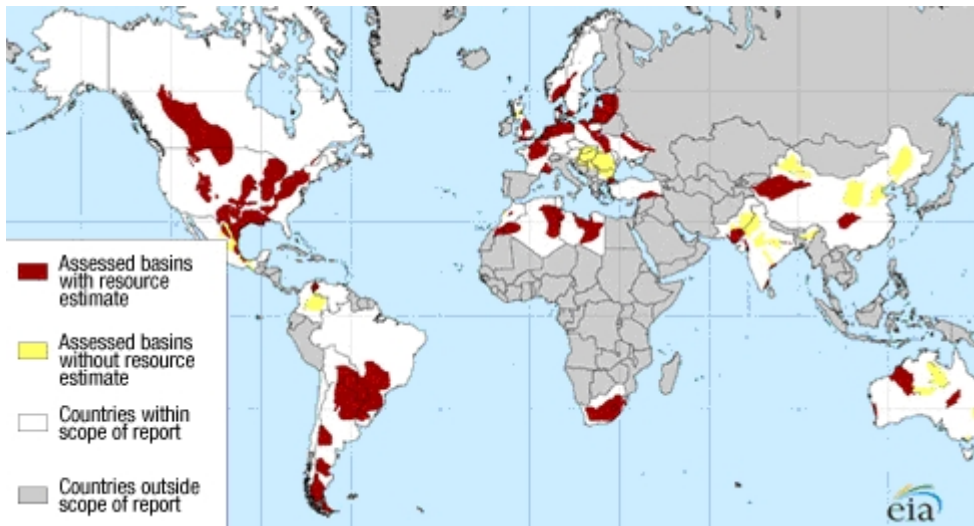 Assessed basins
with resource
estimate
Assessed basins
without resource
estimate
Countries within
scope of report
Countries outside
scope of report
eia